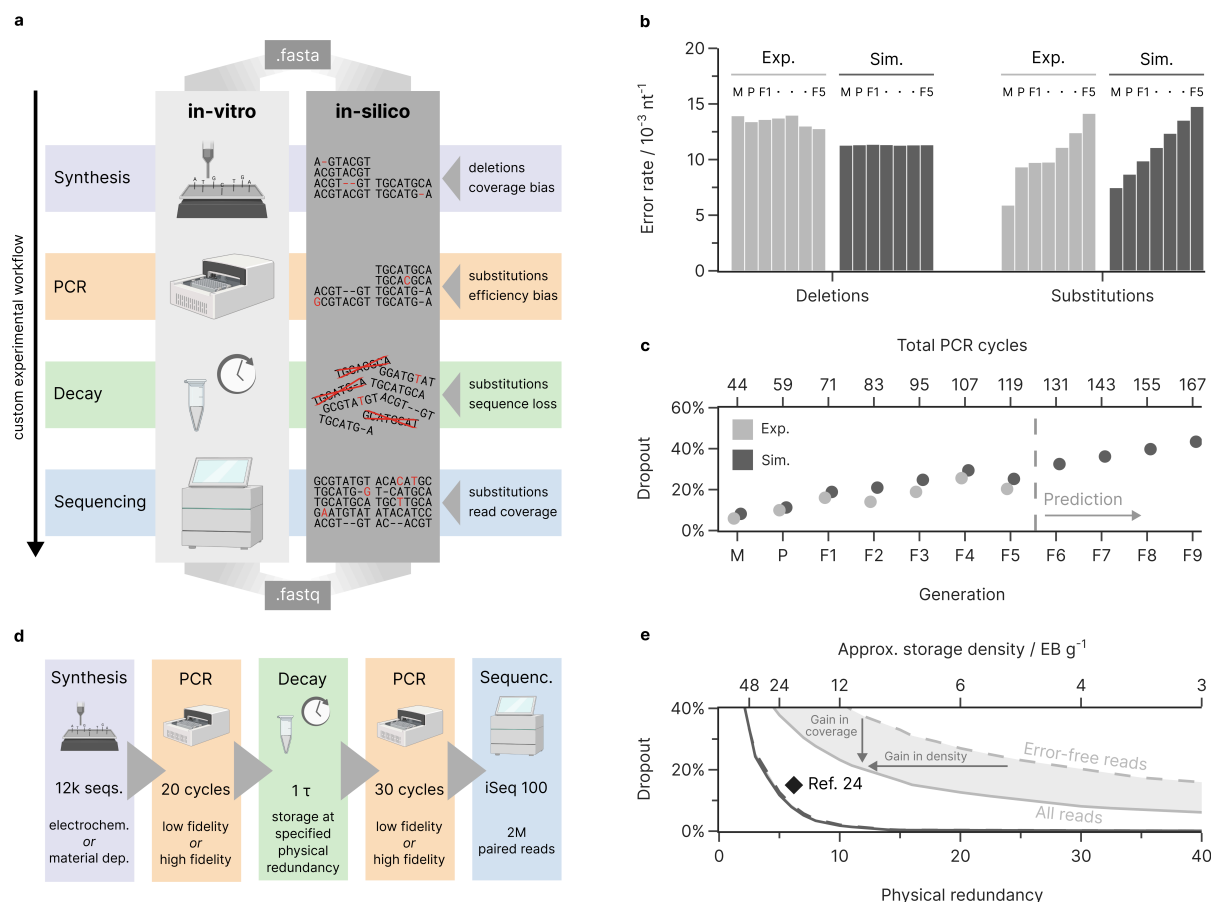 a
.fasta
in-vitro
in-silico
custom experimental workflow
Synthesis
A T G C T G A
A-GTACGT
ACGTACGT
ACGT--GT TGCATGCA
ACGTACGT TGCATG-A
deletions
coverage bias
PCR
TGCATGCA
TGCACGCA
ACGT--GT TGCATG-A
GCGTACGT TGCATG-A
substitutions
efficiency bias
Decay
TGCACGCA
GGATGTAT
TGCATG-A
TGCATGCA
GCGTATGT
ACGT--GT
GCATGCAT
TGCATG-A
substitutions
sequence loss
Sequencing
GCGTATGT ACACATGC
TGCATG-G T-CATGCA
TGCATGCA TGCTTGCA
GAATGTAT ATACATCC
ACGT--GT AC--ACGT
substitutions
read coverage
.fastq
b
Error rate / 10⁻³ nt⁻¹
20
15
10
5
0
Exp.
M P F1 · · · F5
Sim.
M P F1 · · · F5
Exp.
M P F1 · · · F5
Sim.
M P F1 · · · F5
Deletions
Substitutions
c
Total PCR cycles
44 59 71 83 95 107 119 131 143 155 167
Dropout
60%
40%
20%
0%
Exp.
Sim.
Prediction
M P F1 F2 F3 F4 F5 F6 F7 F8 F9
Generation
d
Synthesis
12k seqs.
electrochem.
or
material dep.
PCR
20 cycles
low fidelity
or
high fidelity
Decay
1 τ
storage at
specified
physical
redundancy
PCR
30 cycles
low fidelity
or
high fidelity
Sequenc.
iSeq 100
2M
paired reads
e
Approx. storage density / EB g⁻¹
48 24 12 6 4 3
Dropout
40%
20%
0%
Gain in
coverage
Gain in density
Error-free reads
Ref. 24
All reads
0 10 20 30 40
Physical redundancy